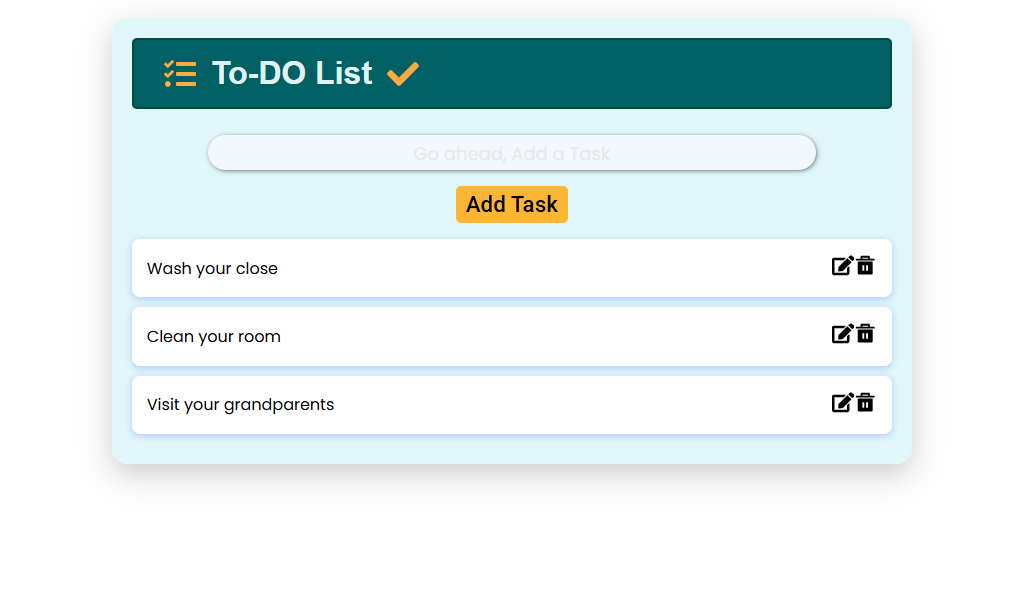 To-DO List
Go ahead, Add a Task
Add Task
Wash your close
Clean your room
Visit your grandparents